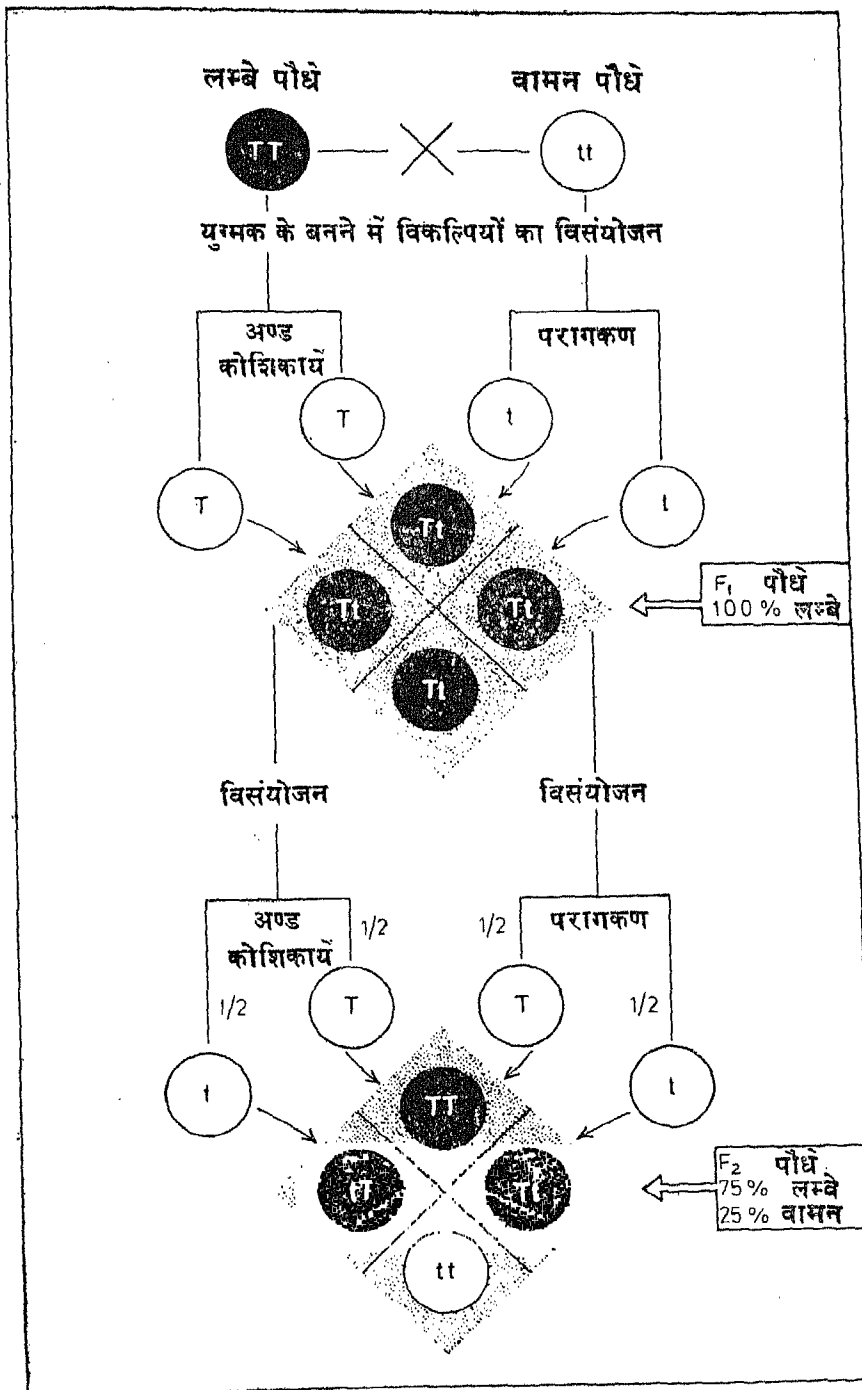 लम्बे पौधे वामन पौधे
TT tt
युग्मक के बनने में विकल्पियों का विसंयोजन
अण्ड कोशिकायें
परागकण
T t
T t
Tt
Tt Tt
Tt
F₁ पौधे
100% लम्बे
विसंयोजन विसंयोजन
अण्ड कोशिकायें
परागकण
1/2 1/2
1/2 1/2
T T
t t
TT
tt
F₂ पौधे
75% लम्बे
25% वामन